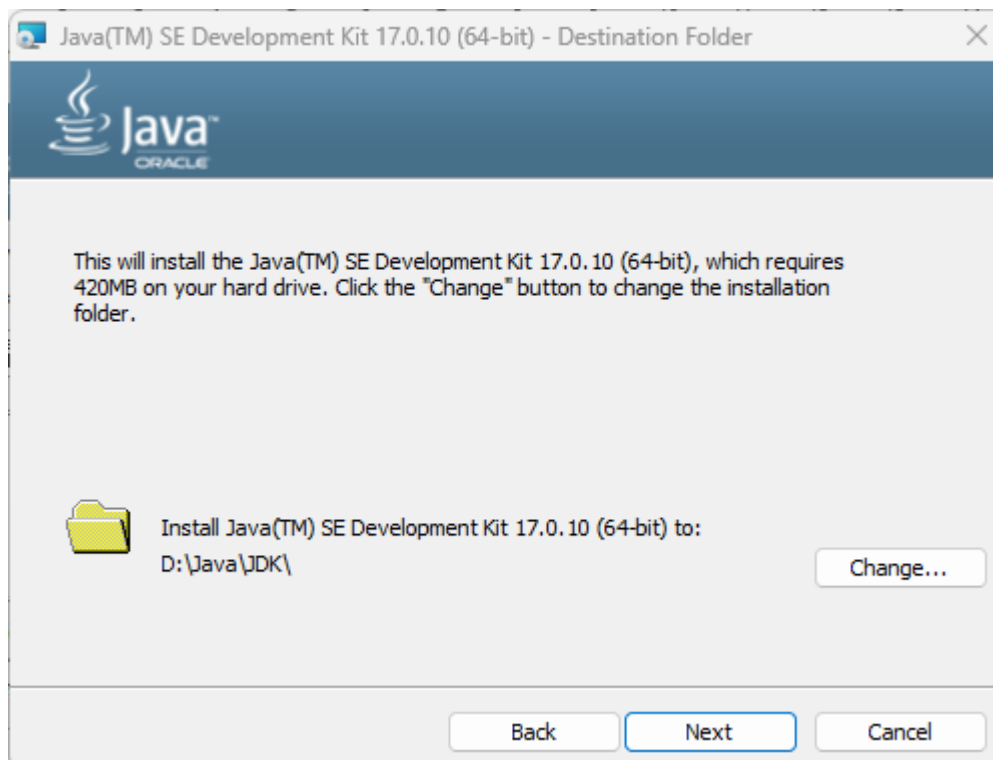 Java(TM) SE Development Kit 17.0.10 (64-bit) - Destination Folder
Java™
ORACLE
This will install the Java(TM) SE Development Kit 17.0.10 (64-bit), which requires
420MB on your hard drive. Click the "Change" button to change the installation
folder.
Install Java(TM) SE Development Kit 17.0.10 (64-bit) to:
D:\Java\JDK\
Change...
Back
Next
Cancel